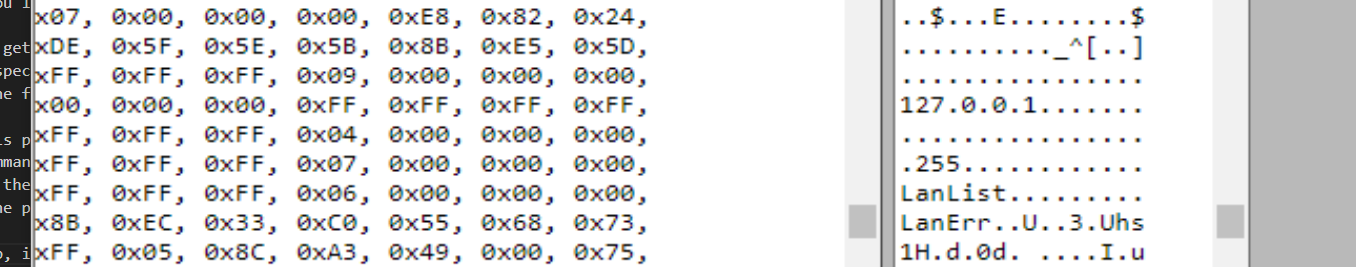 get
spec
the
x07, 0x00, 0x00, 0x00, 0xE8, 0x82, 0x24,
xDE, 0x5F, 0x5E, 0x5B, 0x8B, 0xE5, 0x5D,
xFF, 0xFF, 0xFF, 0x09, 0x00, 0x00, 0x00,
x00, 0x00, 0x00, 0xFF, 0xFF, 0xFF, 0xFF,
xFF, 0xFF, 0xFF, 0x04, 0x00, 0x00, 0x00,
xFF, 0xFF, 0xFF, 0x07, 0x00, 0x00, 0x00,
xFF, 0xFF, 0xFF, 0x06, 0x00, 0x00, 0x00,
x8B, 0xEC, 0x33, 0xC0, 0x55, 0x68, 0x73,
xFF, 0x05, 0x8C, 0xA3, 0x49, 0x00, 0x75,
..$...E........$
.........._^[..]
................
127.0.0.1.......
................
.255............
LanList.........
LanErr..U..3.Uhs
1H.d.0d. ....I.u